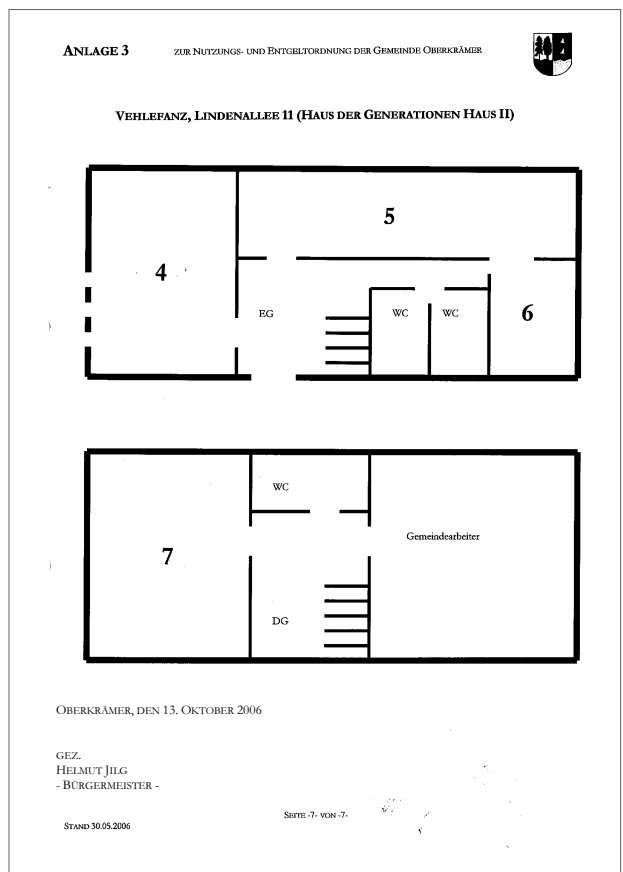 ANLAGE 3 ZUR NUTZUNGS- UND ENTGELTORDNUNG DER GEMEINDE OBERKRÄMER
VEHLEFANZ, LINDENALLEE 11 (HAUS DER GENERATIONEN HAUS II)
5
4
EG WC WC 6
WC
Gemeindearbeiter
7
DG
OBERKRÄMER, DEN 13. OKTOBER 2006
GEZ.
HELMUT JILG
- BÜRGERMEISTER -
SEITE -7- VON -7-
STAND 30.05.2006